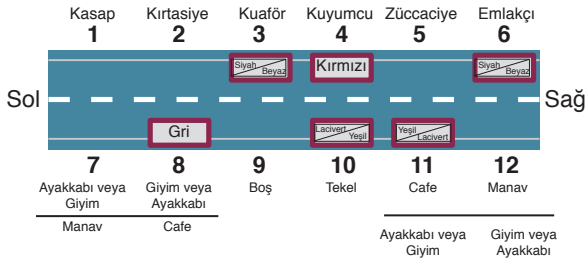 Kasap Kırtasiye Kuaför Kuyumcu Züccaciye Emlakçı
1 2 3 4 5 6
Siyah Beyaz Kırmızı Siyah Beyaz
Sol Sağ
Gri Lacivert Yeşil Yeşil Lacivert
7 8 9 10 11 12
Ayakkabı veya Giyim veya Boş Tekel Cafe Manav
Giyim Ayakkabı
Manav Cafe
Ayakkabı veya Giyim veya
Giyim Ayakkabı